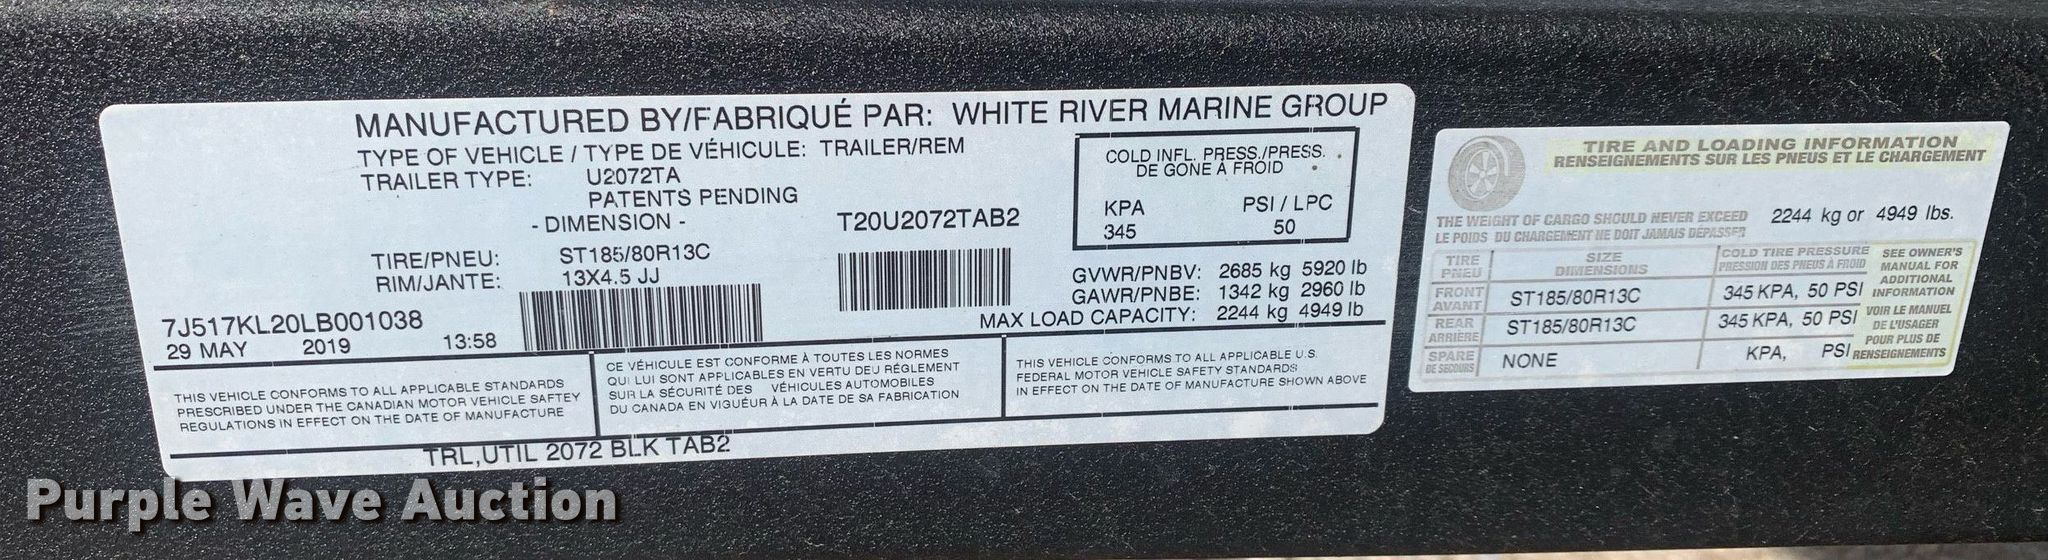 MANUFACTURED BY/FABRIQUÉ PAR: WHITE RIVER MARINE GROUP
TYPE OF VEHICLE / TYPE DE VÉHICULE: TRAILER/REM
TRAILER TYPE: U2072TA
PATENTS PENDING
- DIMENSION -
T20U2072TAB2
TIRE/PNEU: ST185/80R13C
RIM/JANTE: 13X4.5 JJ
COLD INFL. PRESS./PRESS.
DE GONE A FROID
KPA PSI / LPC
345 50
GVWR/PNBV: 2685 kg 5920 lb
GAWR/PNBE: 1342 kg 2960 lb
MAX LOAD CAPACITY: 2244 kg 4949 lb
7J517KL20LB001038
29 MAY 2019 13:58
THIS VEHICLE CONFORMS TO ALL APPLICABLE STANDARDS
PRESCRIBED UNDER THE CANADIAN MOTOR VEHICLE SAFTEY
REGULATIONS IN EFFECT ON THE DATE OF MANUFACTURE
CE VÉHICULE EST CONFORME À TOUTES LES NORMES
QUI LUI SONT APPLICABLES EN VERTU DEU RÉGLEMENT
SUR LA SÉCURITÉ DES VÉHICULES AUTOMOBILES
DU CANADA EN VIGUÉUR À LA DATE DE SA FABRICATION
THIS VEHICLE CONFORMS TO ALL APPLICABLE U.S.
FEDERAL MOTOR VEHICLE SAFETY STANDARDS
IN EFFECT ON THE DATE OF MANUFACTURE SHOWN ABOVE
TRL,UTIL 2072 BLK TAB2
TIRE AND LOADING INFORMATION
RENSEIGNEMENTS SUR LES PNEUS ET LE CHARGEMENT
THE WEIGHT OF CARGO SHOULD NEVER EXCEED 2244 kg or 4949 lbs.
LE POIDS DU CHARGEMENT NE DOIT JAMAIS DÉPASSER
TIRE SIZE COLD TIRE PRESSURE
PNEU DIMENSIONS PRESSION DES PNEUS À FROID
FRONT
AVANT ST185/80R13C 345 KPA, 50 PSI
REAR
ARRIÈRE ST185/80R13C 345 KPA, 50 PSI
SPARE
DE SECOURS NONE KPA, PSI
SEE OWNER'S
MANUAL FOR
ADDITIONAL
INFORMATION
VOIR LE MANUEL
DE L'USAGER
POUR PLUS DE
RENSEIGNEMENTS
Purple Wave Auction